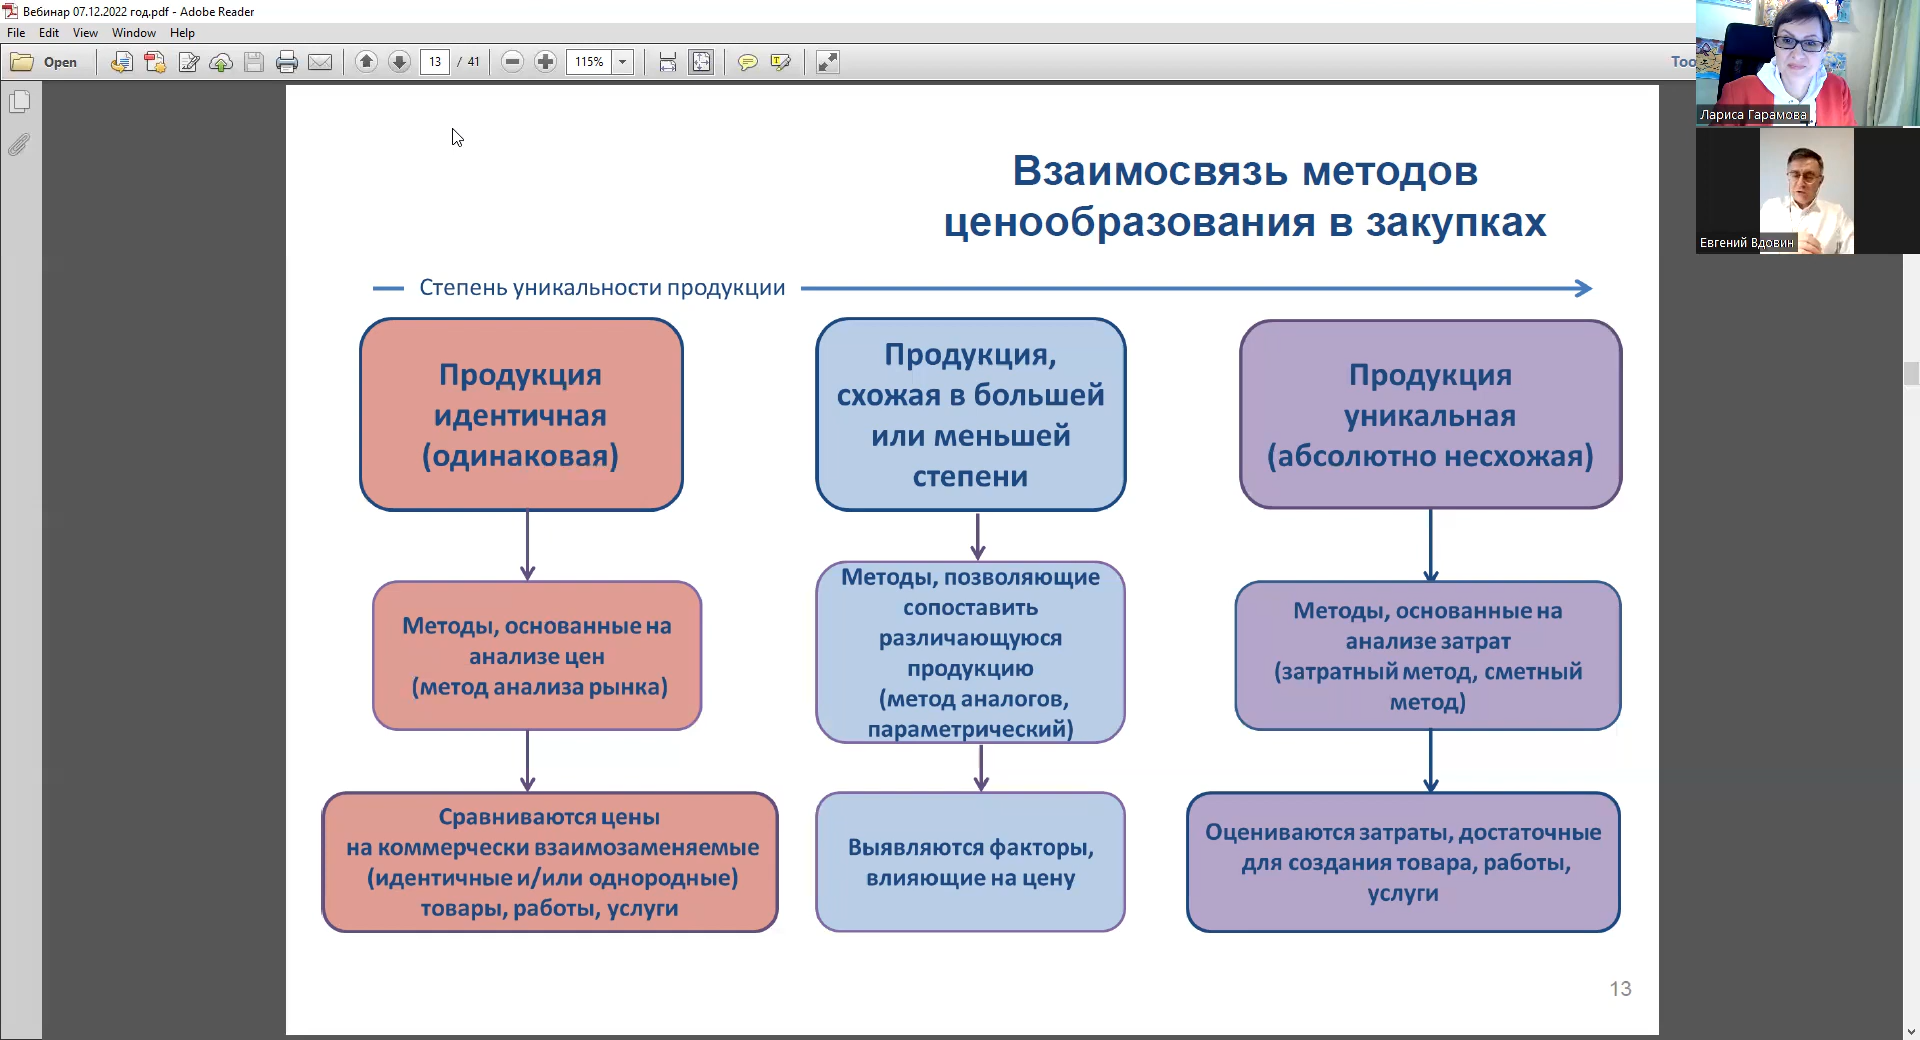 Вебинар 07.12.2022 год.pdf - Adobe Reader
File Edit View Window Help
Open
13 / 41
115%
Too
Лариса Гарамова
Евгений Вдовин
Взаимосвязь методов
ценообразования в закупках
Степень уникальности продукции
Продукция
идентичная
(одинаковая)
Продукция,
схожая в большей
или меньшей
степени
Продукция
уникальная
(абсолютно несхожая)
Методы, основанные на
анализе цен
(метод анализа рынка)
Методы, позволяющие
сопоставить
различающуюся
продукцию
(метод аналогов,
параметрический)
Методы, основанные на
анализе затрат
(затратный метод, сметный
метод)
Сравниваются цены
на коммерчески взаимозаменяемые
(идентичные и/или однородные)
товары, работы, услуги
Выявляются факторы,
влияющие на цену
Оцениваются затраты, достаточные
для создания товара, работы,
услуги
13